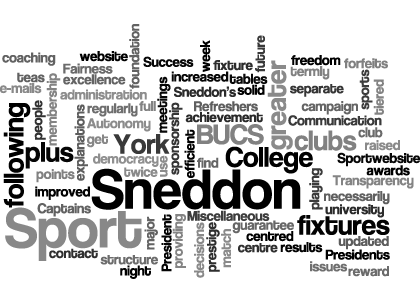 coaching
website
foundation
Success
week
fixture
future
freedom
forfeits
teas
Fairness
excellence
increased
tables
termly
sports
tiered
e-mails
membership
administration
Sneddon's
solid
greater
separate
people
regularly
full
meetings
Refreshers
campaign
following
explanations
Autonomy
sponsorship
achievement
Communication
get
York
BUCS
clubs
club
plus
democracy
use
efficient
find
College
raised
Sportwebsite
points
twice
awards
improved
Sneddon
playing
Transparency
necessarily
Captains
university
Sport
major
President
providing
Miscellaneous
decisions
prestige
match
guarantee
fixtures
centred
updated
contact
structure
centre
results
Presidents
night
issues
reward